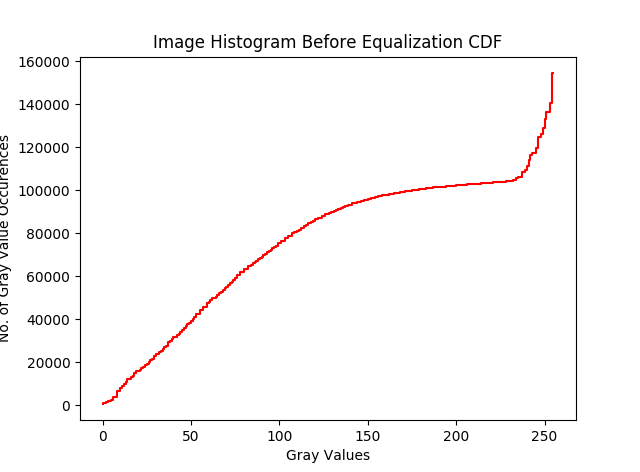 Image Histogram Before Equalization CDF
160000
140000
120000
100000
80000
60000
40000
20000
0
No. of Gray Value Occurences
0 50 100 150 200 250
Gray Values